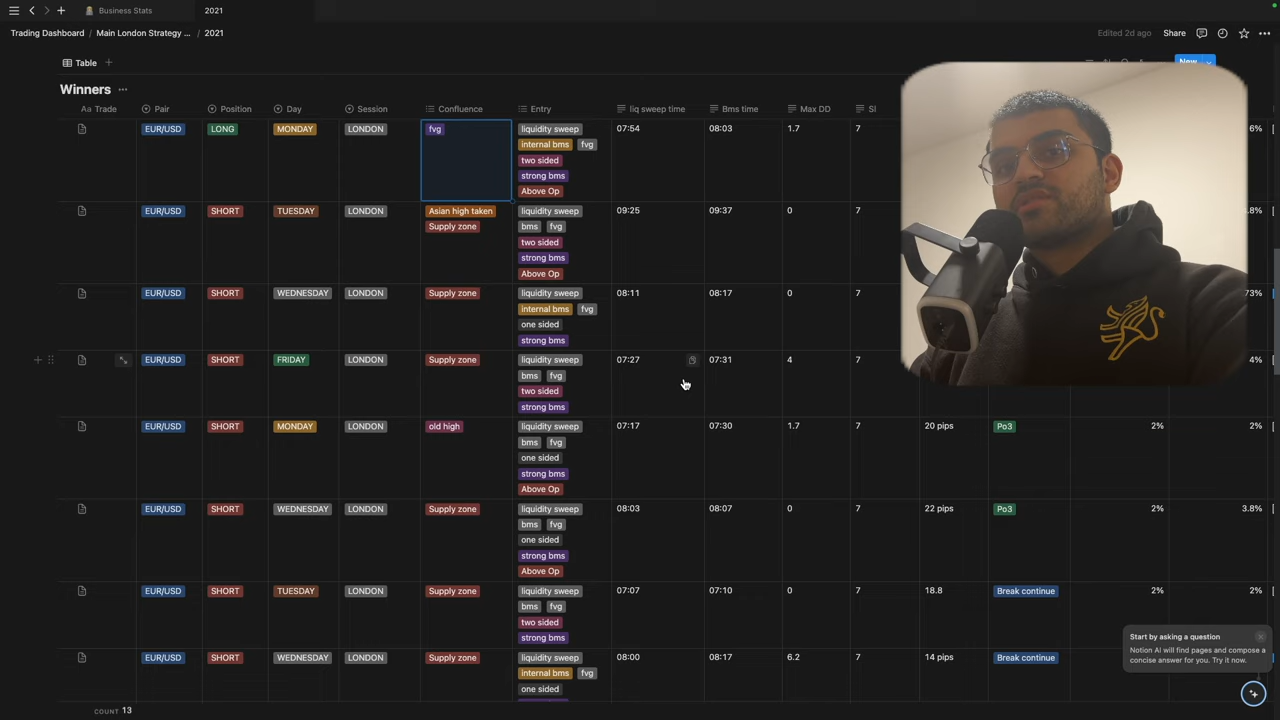 Business Stats
2021
Trading Dashboard / Main London Strategy ... / 2021
Edited 2d ago
Share
Table
New
Winners
Aa Trade
Pair
Position
Day
Session
Confluence
Entry
liq sweep time
Bms time
Max DD
Sl
EUR/USD
LONG
MONDAY
LONDON
fvg
liquidity sweep
internal bms fvg
two sided
strong bms
Above Op
07:54
08:03
1.7
7
6%
EUR/USD
SHORT
TUESDAY
LONDON
Asian high taken
Supply zone
liquidity sweep
bms fvg
two sided
strong bms
Above Op
09:25
09:37
0
7
.8%
EUR/USD
SHORT
WEDNESDAY
LONDON
Supply zone
liquidity sweep
internal bms fvg
one sided
strong bms
08:11
08:17
0
7
73%
EUR/USD
SHORT
FRIDAY
LONDON
Supply zone
liquidity sweep
bms fvg
two sided
strong bms
07:27
07:31
4
7
4%
EUR/USD
SHORT
MONDAY
LONDON
old high
liquidity sweep
bms fvg
one sided
strong bms
Above Op
07:17
07:30
1.7
7
20 pips
Po3
2%
2%
EUR/USD
SHORT
WEDNESDAY
LONDON
Supply zone
liquidity sweep
bms fvg
one sided
strong bms
Above Op
08:03
08:07
0
7
22 pips
Po3
2%
3.8%
EUR/USD
SHORT
TUESDAY
LONDON
Supply zone
liquidity sweep
bms fvg
two sided
strong bms
07:07
07:10
0
7
18.8
Break continue
2%
2%
EUR/USD
SHORT
WEDNESDAY
LONDON
Supply zone
liquidity sweep
internal bms fvg
one sided
08:00
08:17
6.2
7
14 pips
Break continue
COUNT 13
Start by asking a question
Notion AI will find pages and compose a
concise answer for you. Try it now.